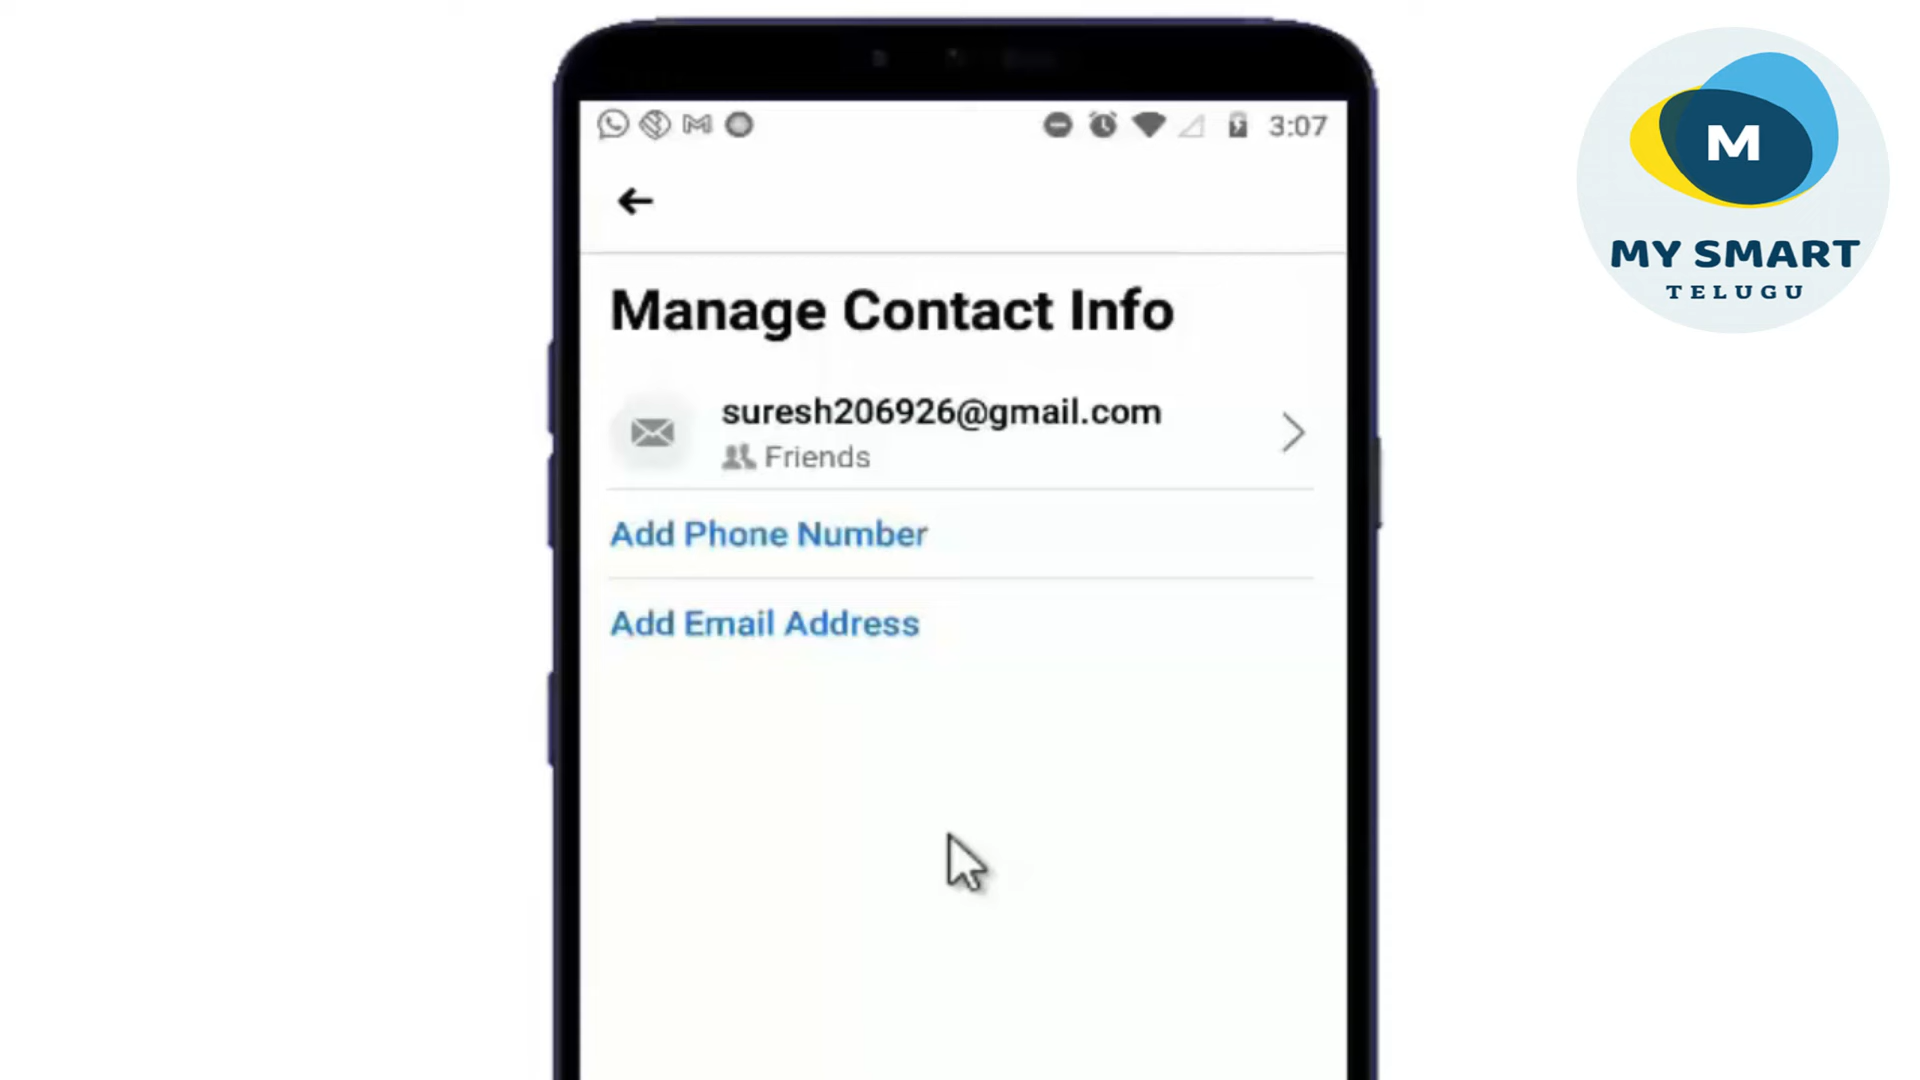 3:07
Manage Contact Info
suresh206926@gmail.com
Friends
Add Phone Number
Add Email Address
M
MY SMART
TELUGU